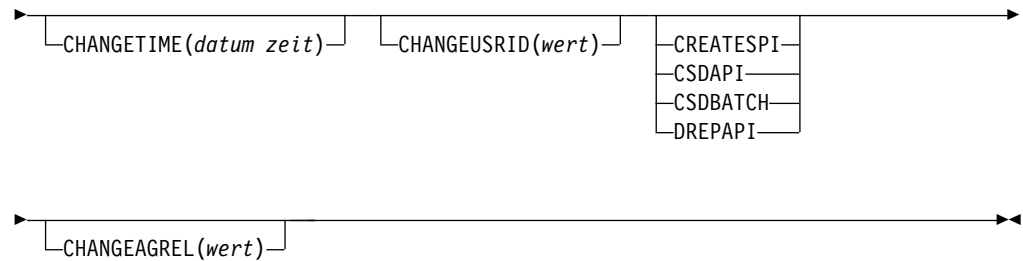 CHANGETIME(datum zeit) CHANGEUSRID(wert) CREATESPI
CSDAPI
CSDBATCH
DREPAPI
CHANGEAGREL(wert)